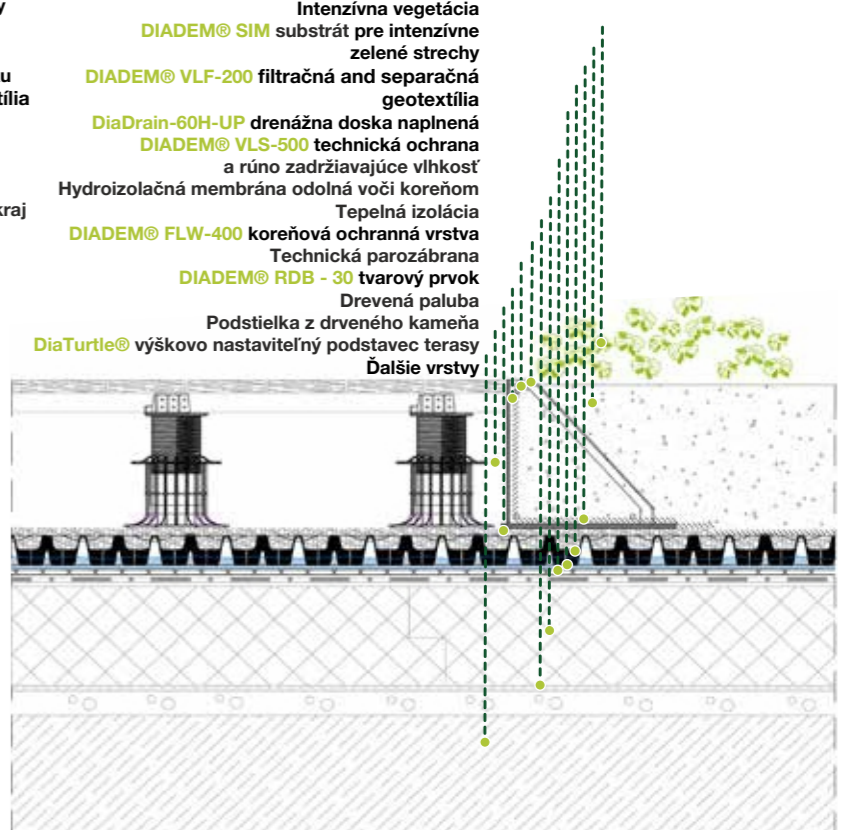 y
u
tília
kraj
Intenzívna vegetácia
DIADEM® SIM substrát pre intenzívne
zelené strechy
DIADEM® VLF-200 filtračná and separačná
geotextília
DiaDrain-60H-UP drenážna doska naplnená
DIADEM® VLS-500 technická ochrana
a rúno zadržiavajúce vlhkosť
Hydroizolačná membrána odolná voči koreňom
Tepelná izolácia
DIADEM® FLW-400 koreňová ochranná vrstva
Technická parozábrana
DIADEM® RDB - 30 tvarový prvok
Drevená paluba
Podstielka z drveného kameňa
DiaTurtle® výškovo nastaviteľný podstavec terasy
Ďalšie vrstvy